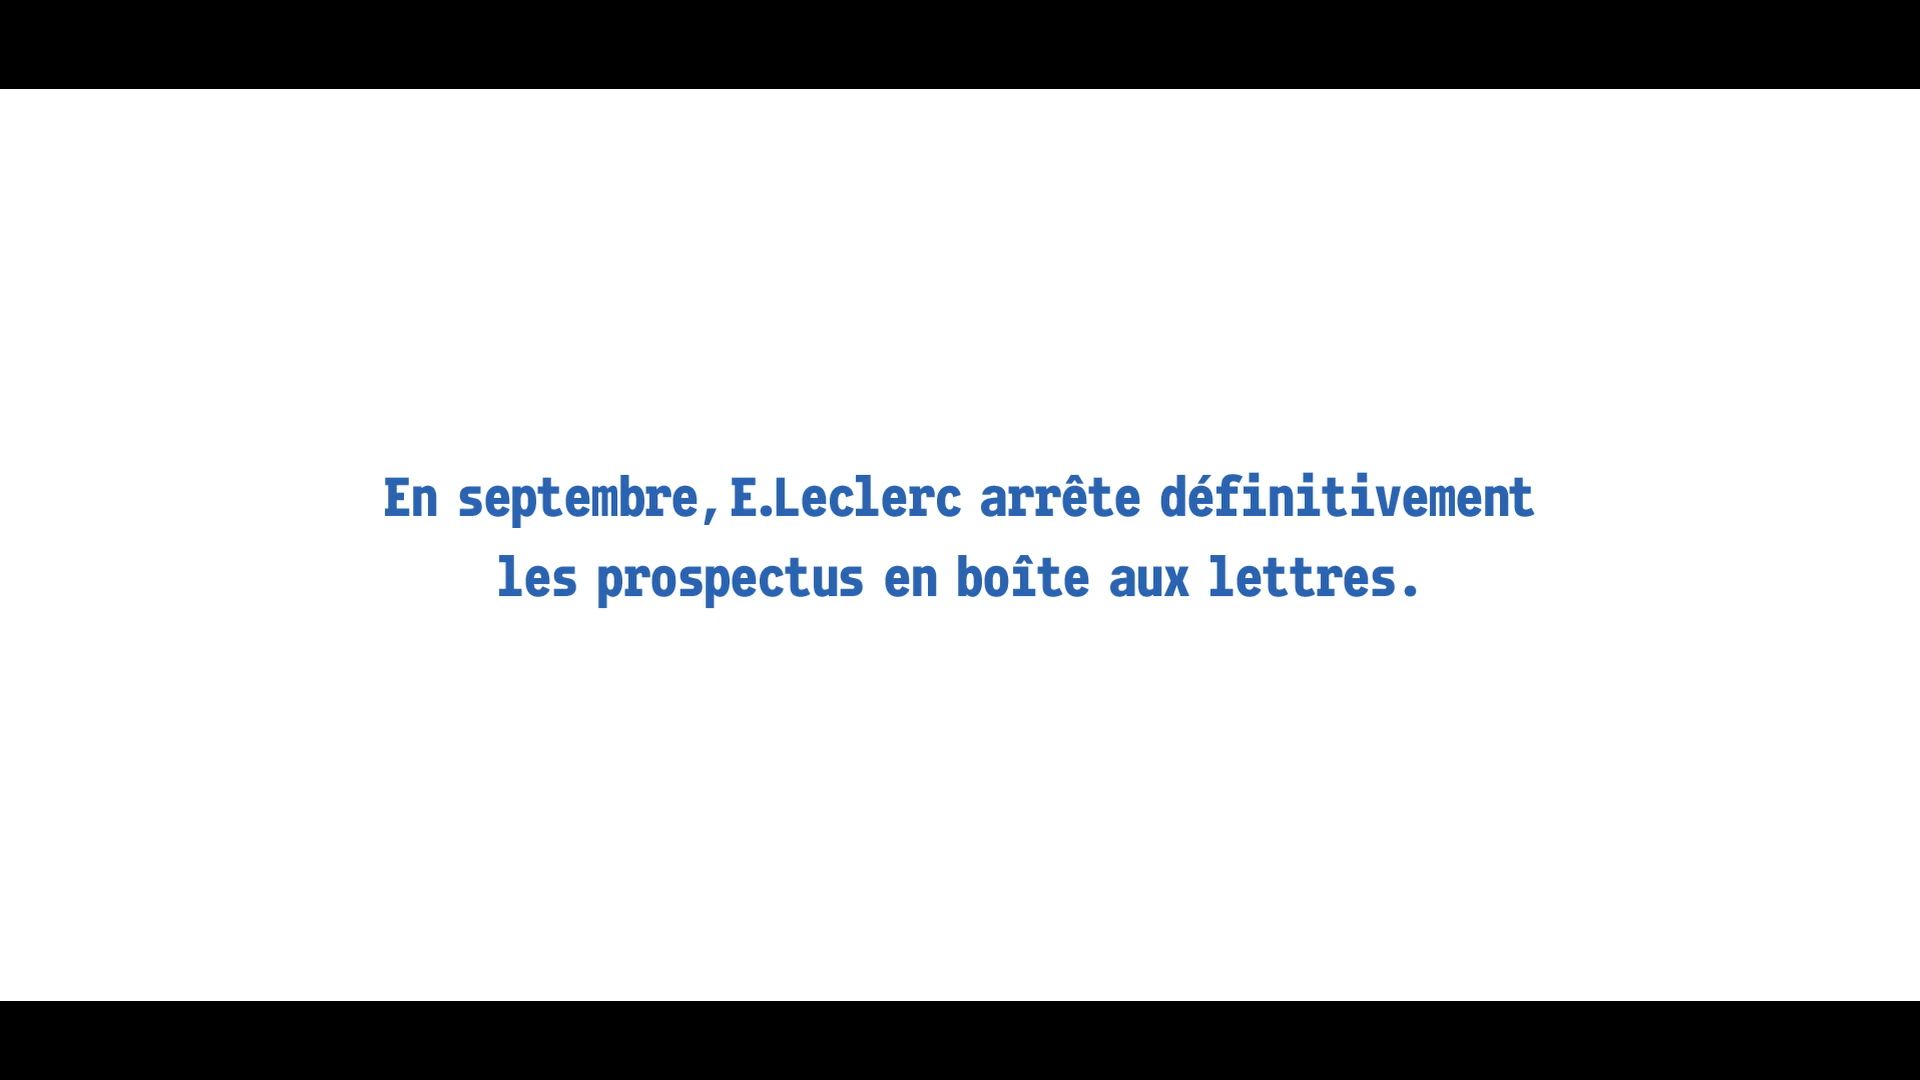 En septembre, E.Leclerc arrête définitivement
les prospectus en boîte aux lettres.